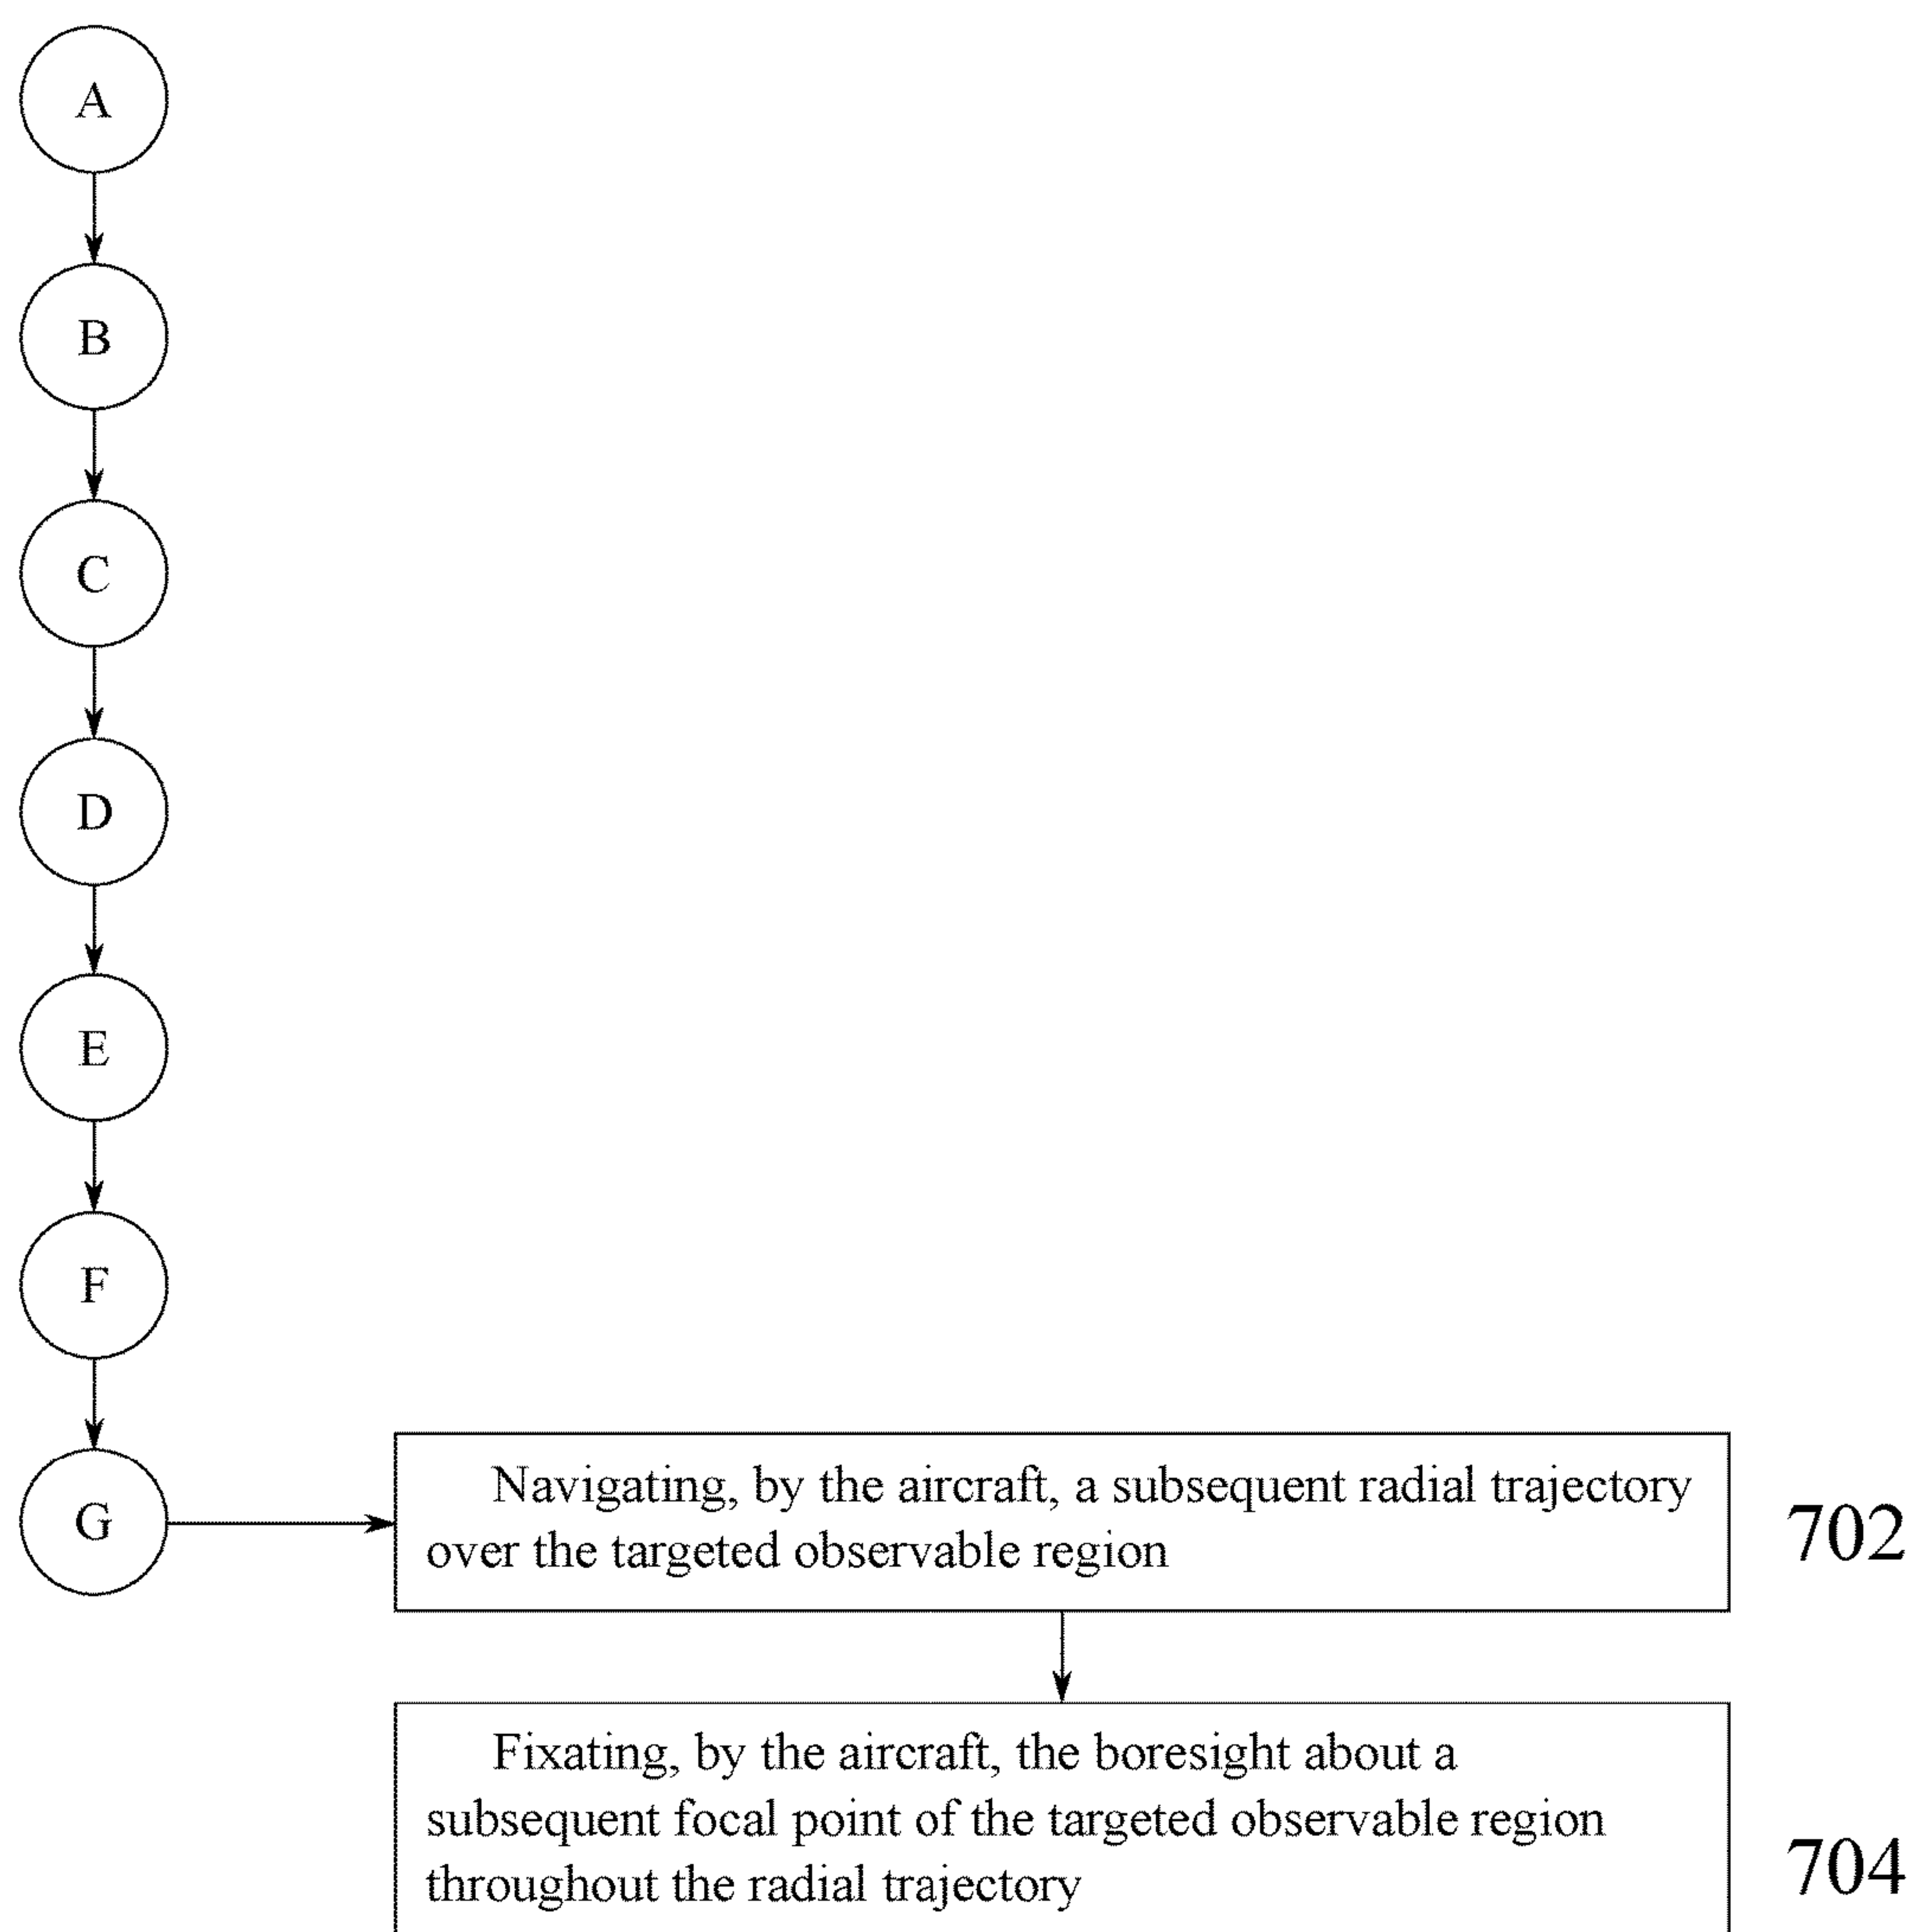 A
B
C
D
E
F
G
Navigating, by the aircraft, a subsequent radial trajectory
over the targeted observable region
702
Fixating, by the aircraft, the boresight about a
subsequent focal point of the targeted observable region
throughout the radial trajectory
704